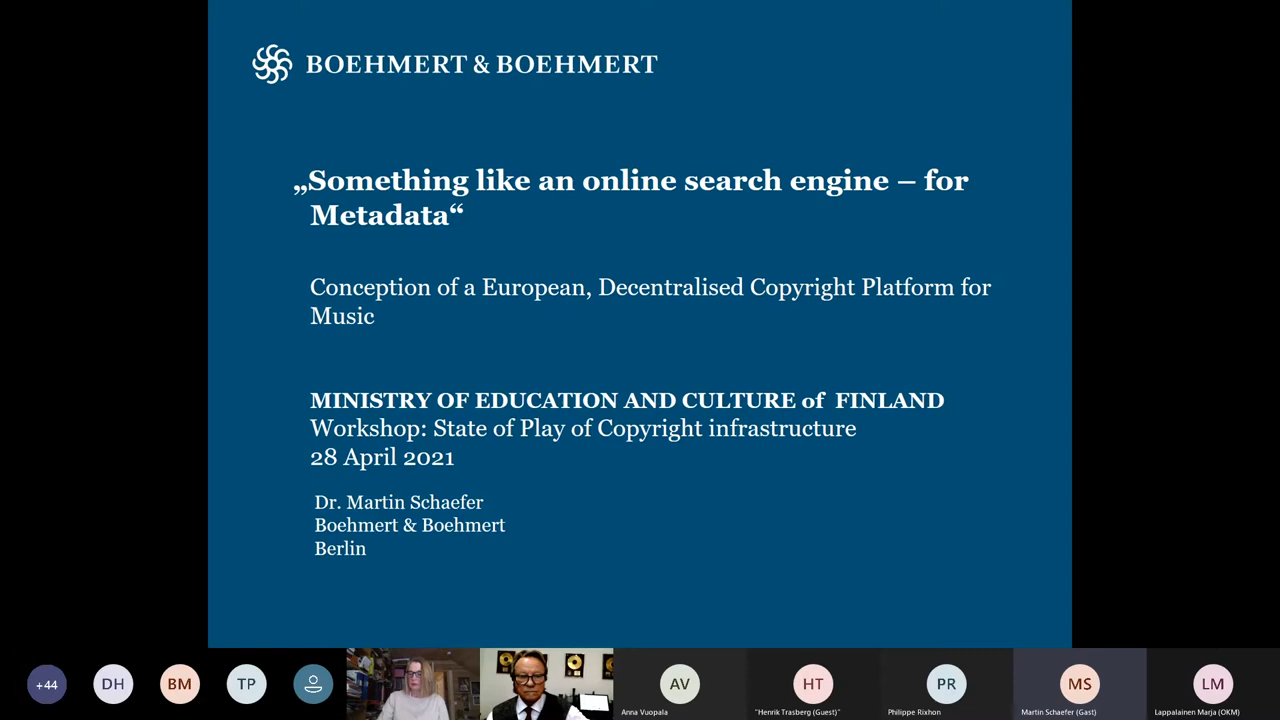 BOEHMERT & BOEHMERT
„Something like an online search engine – for
Metadata“
Conception of a European, Decentralised Copyright Platform for
Music
MINISTRY OF EDUCATION AND CULTURE of FINLAND
Workshop: State of Play of Copyright infrastructure
28 April 2021
Dr. Martin Schaefer
Boehmert & Boehmert
Berlin
+44
DH
BM
TP
AV
HT
PR
MS
LM
Anna Vuopala
"Henrik Trasberg (Guest)"
Philippe Rixhon
Martin Schaefer (Gast)
Lappalainen Marja (OKM)